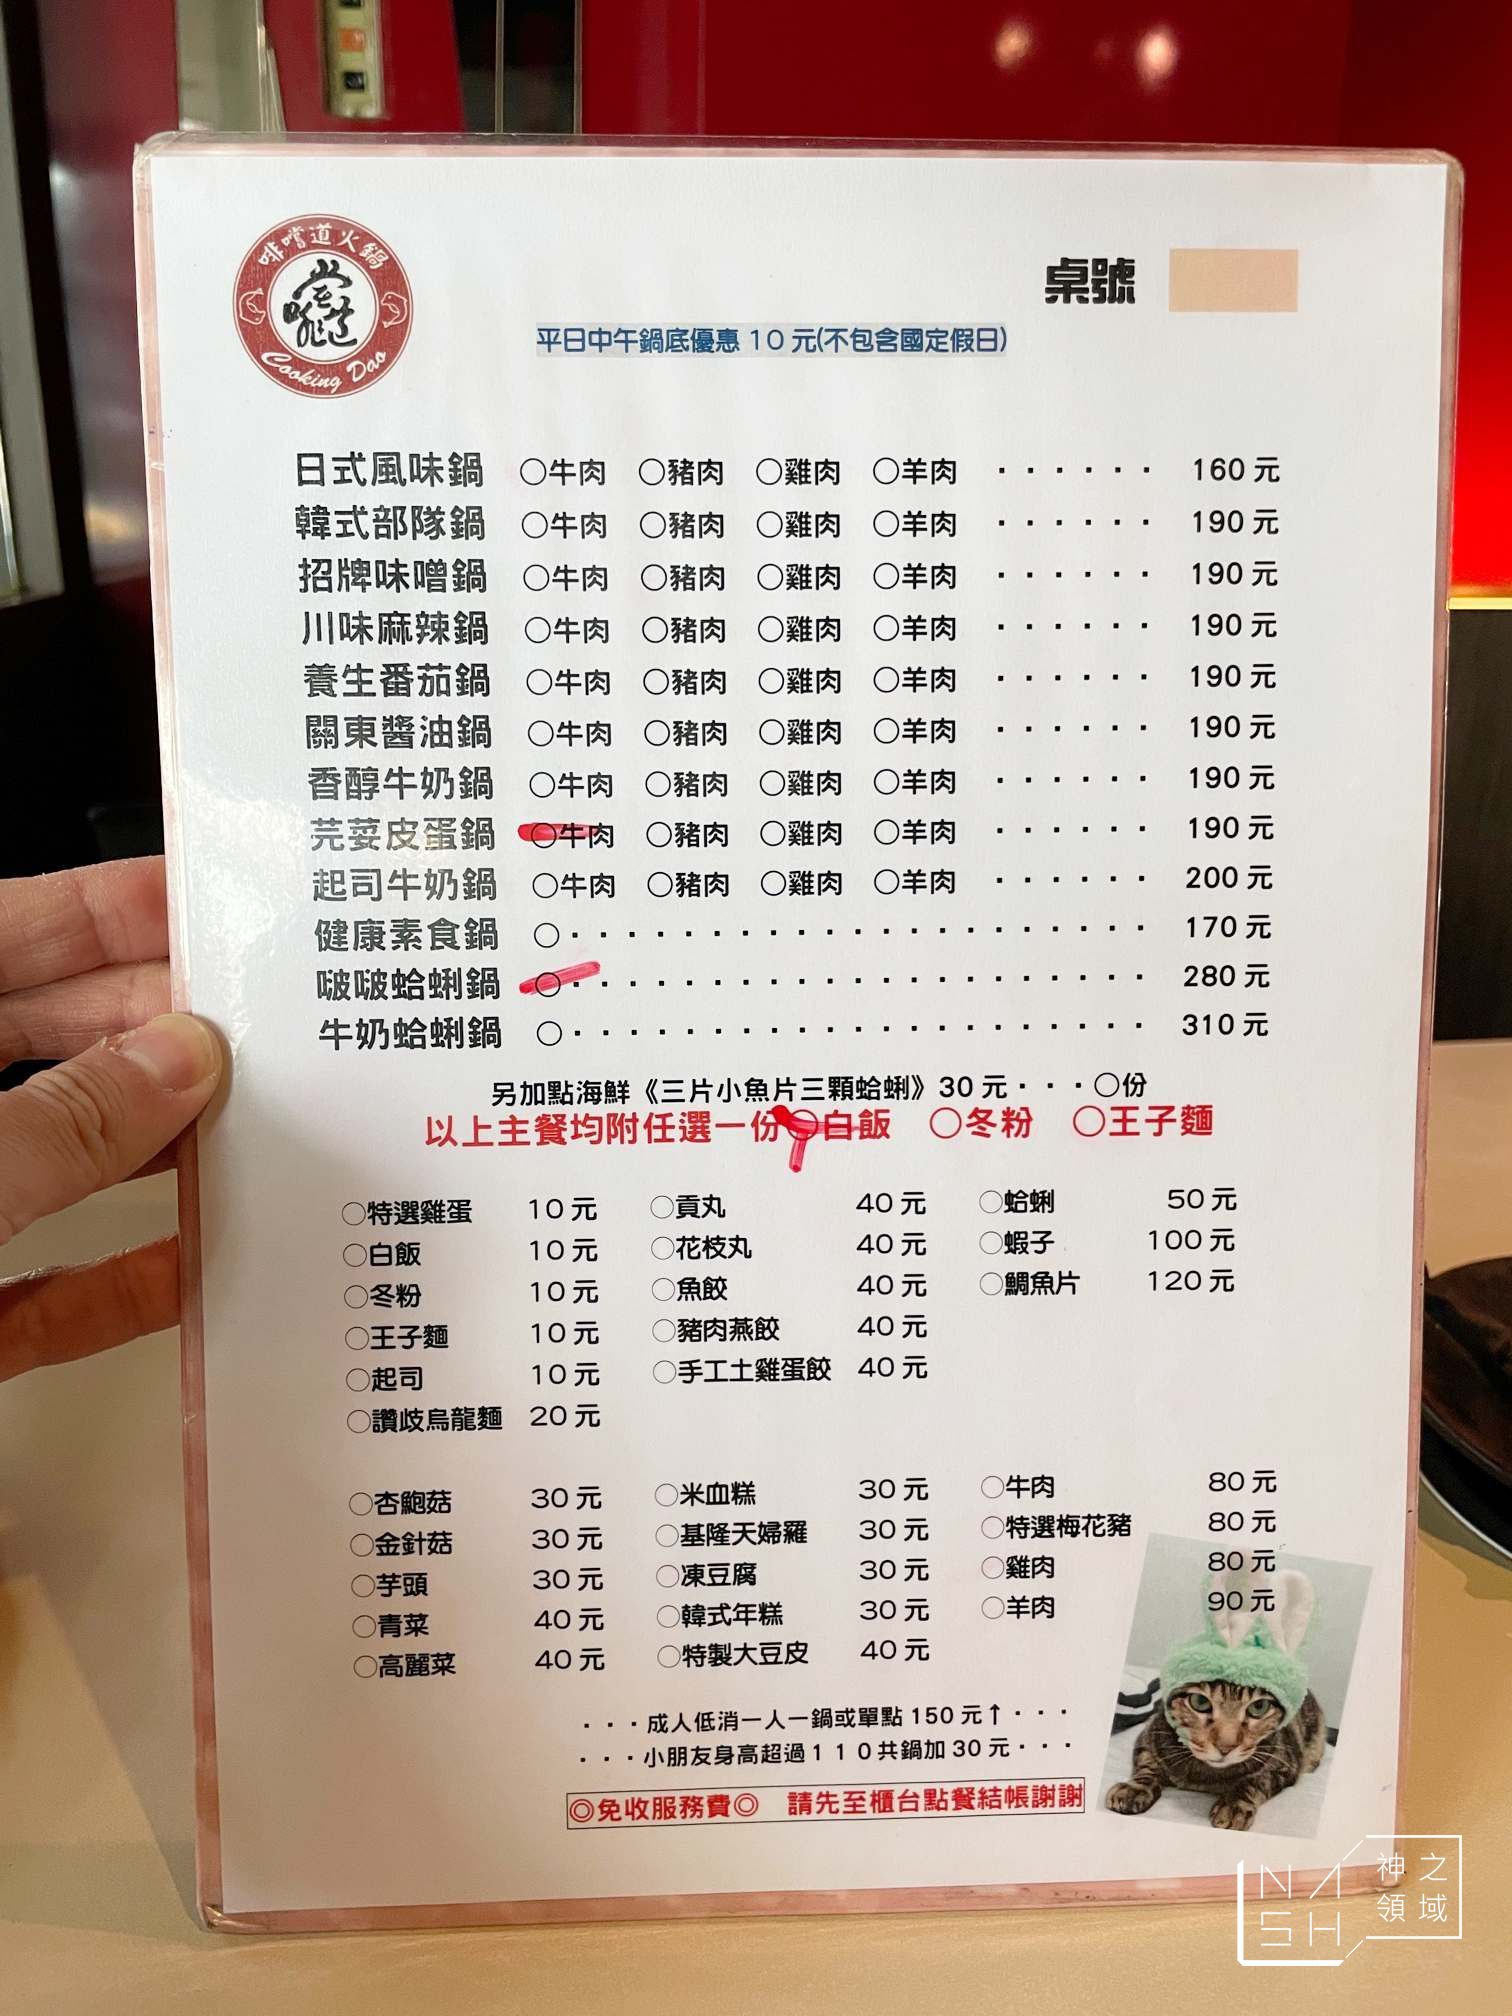 啡嚐道火鍋
Cooking Dao
桌號
平日中午鍋底優惠 10 元(不包含國定假日)
日式風味鍋 ○牛肉 ○豬肉 ○雞肉 ○羊肉 ・・・・・・ 160 元
韓式部隊鍋 ○牛肉 ○豬肉 ○雞肉 ○羊肉 ・・・・・・ 190 元
招牌味噌鍋 ○牛肉 ○豬肉 ○雞肉 ○羊肉 ・・・・・・ 190 元
川味麻辣鍋 ○牛肉 ○豬肉 ○雞肉 ○羊肉 ・・・・・・ 190 元
養生番茄鍋 ○牛肉 ○豬肉 ○雞肉 ○羊肉 ・・・・・・ 190 元
關東醬油鍋 ○牛肉 ○豬肉 ○雞肉 ○羊肉 ・・・・・・ 190 元
香醇牛奶鍋 ○牛肉 ○豬肉 ○雞肉 ○羊肉 ・・・・・・ 190 元
芫荽皮蛋鍋 ○牛肉 ○豬肉 ○雞肉 ○羊肉 ・・・・・・ 190 元
起司牛奶鍋 ○牛肉 ○豬肉 ○雞肉 ○羊肉 ・・・・・・ 200 元
健康素食鍋 ○・・・・・・・・・・・・・・・・・・・・・ 170 元
啵啵蛤蜊鍋 ○・・・・・・・・・・・・・・・・・・・・・ 280 元
牛奶蛤蜊鍋 ○・・・・・・・・・・・・・・・・・・・・・ 310 元
另加點海鮮《三片小魚片三顆蛤蜊》30 元・・・○份
以上主餐均附任選一份○白飯 ○冬粉 ○王子麵
○特選雞蛋 10 元 ○貢丸 40 元 ○蛤蜊 50 元
○白飯 10 元 ○花枝丸 40 元 ○蝦子 100 元
○冬粉 10 元 ○魚餃 40 元 ○鯛魚片 120 元
○王子麵 10 元 ○豬肉燕餃 40 元
○起司 10 元 ○手工土雞蛋餃 40 元
○讚歧烏龍麵 20 元
○杏鮑菇 30 元 ○米血糕 30 元 ○牛肉 80 元
○金針菇 30 元 ○基隆天婦羅 30 元 ○特選梅花豬 80 元
○芋頭 30 元 ○凍豆腐 30 元 ○雞肉 80 元
○青菜 40 元 ○韓式年糕 30 元 ○羊肉 90 元
○高麗菜 40 元 ○特製大豆皮 40 元
・・・成人低消一人一鍋或單點 150 元↑・・・
・・・小朋友身高超過１１０共鍋加 30 元・・・
◎免收服務費◎ 請先至櫃台點餐結帳謝謝
NASH
神之領域